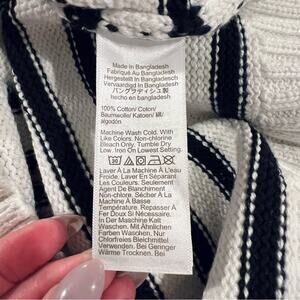 Made In Bangladesh
Fabriqué Au Bangladesh
Hergestellt In Bangladesch
Vervaardigd In Bangladesh
バングラディシュ製
hecho en bangladesh
100% Cotton/ Coton/
Baumwolle/ Katoen/ 綿/
algodón
Machine Wash Cold. With
Like Colors. Non-chlorine
Bleach Only. Tumble Dry
Low. Iron On Lowest Setting.
Laver À La Machine À L'eau
Froide. Laver En Séparant
Les Couleurs. Seulement
Agent De Blanchiment
Non-chlore. Sécher À La
Machine À Basse
Température. Repasser À
Fer Doux Si Nécessaire.
In Der Maschine Kalt
Waschen. Mit Ähnlichen
Farben Waschen. Nur
Chlorfreies Bleichmittel
Verwenden. Bei Geringer
Wärme Trocknen. Bei